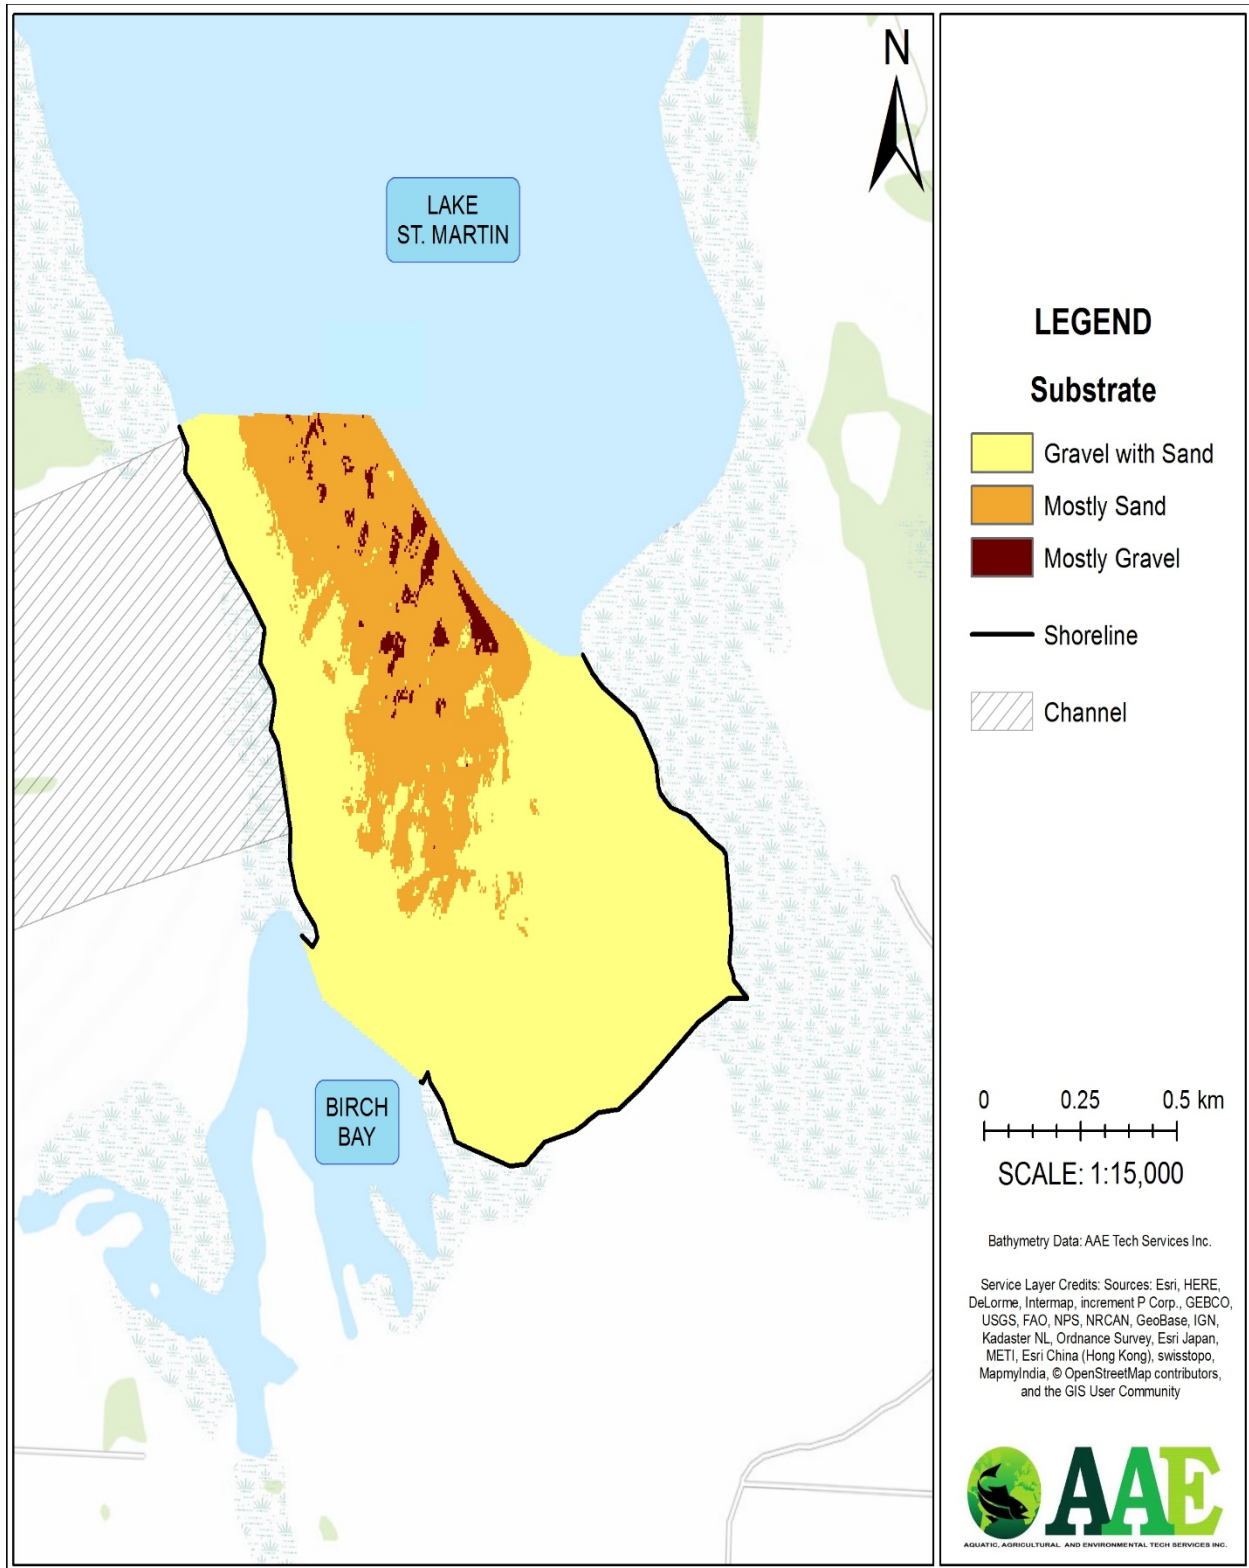 N
LAKE
ST. MARTIN
BIRCH
BAY
LEGEND
Substrate
Gravel with Sand
Mostly Sand
Mostly Gravel
Shoreline
Channel
0 0.25 0.5 km
SCALE: 1:15,000
Bathymetry Data: AAE Tech Services Inc.
Service Layer Credits: Sources: Esri, HERE,
DeLorme, Intermap, increment P Corp., GEBCO,
USGS, FAO, NPS, NRCAN, GeoBase, IGN,
Kadaster NL, Ordnance Survey, Esri Japan,
METI, Esri China (Hong Kong), swisstopo,
MapmyIndia, © OpenStreetMap contributors,
and the GIS User Community
AAE
AQUATIC, AGRICULTURAL AND ENVIRONMENTAL TECH SERVICES INC.